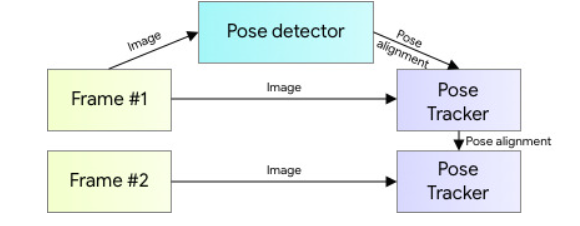 Pose detector
Image
Pose
alignment
Frame #1
Image
Pose
Tracker
Pose alignment
Frame #2
Image
Pose
Tracker